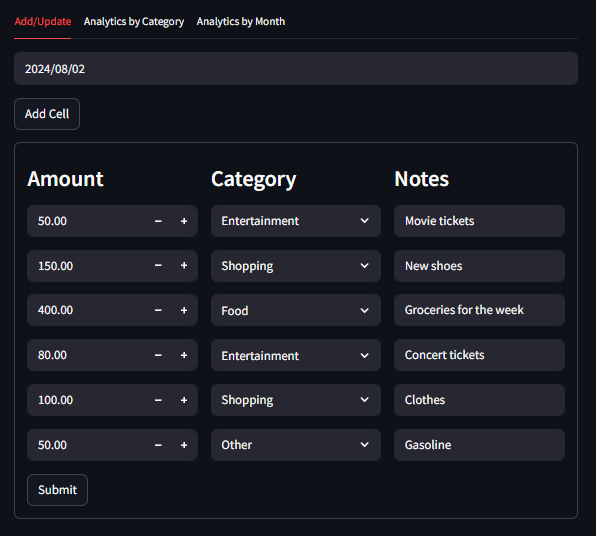 Add/Update Analytics by Category Analytics by Month
2024/08/02
Add Cell
Amount Category Notes
50.00 − + Entertainment Movie tickets
150.00 − + Shopping New shoes
400.00 − + Food Groceries for the week
80.00 − + Entertainment Concert tickets
100.00 − + Shopping Clothes
50.00 − + Other Gasoline
Submit